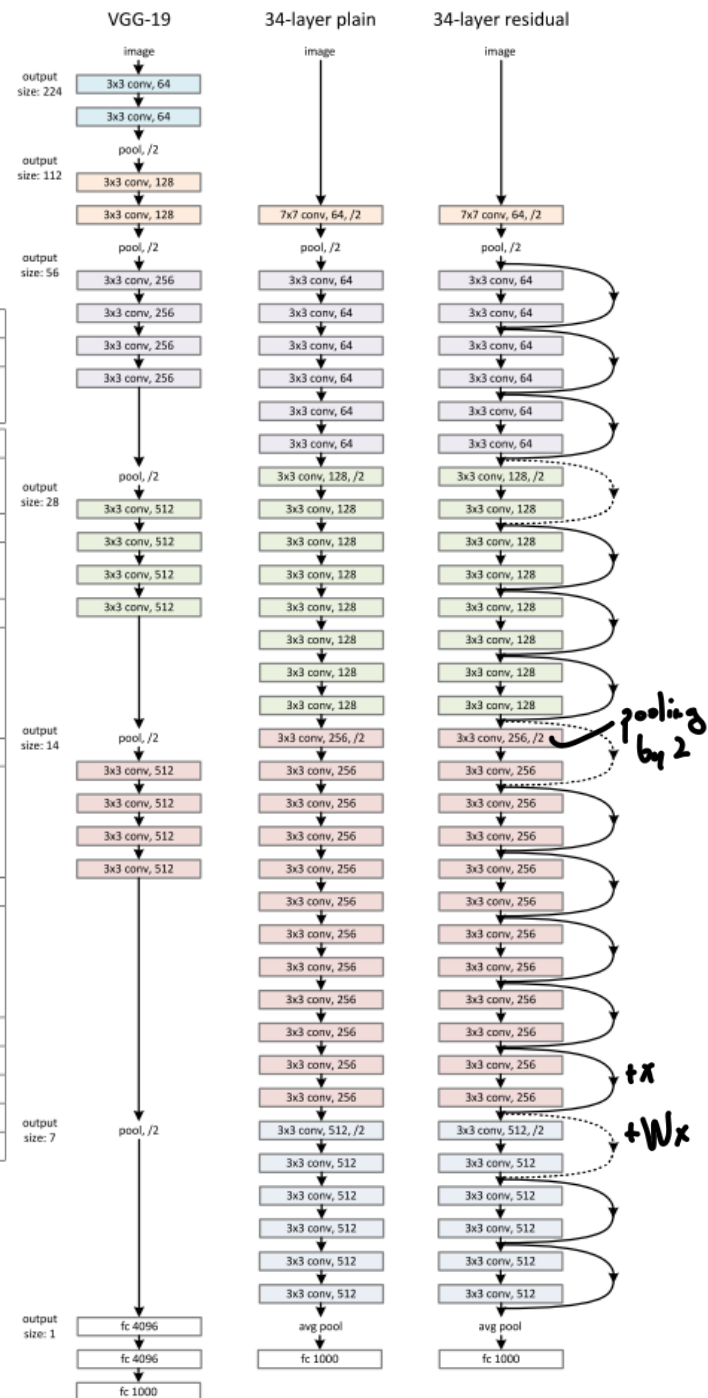 VGG-19
image
output
size: 224
3x3 conv, 64
3x3 conv, 64
pool, /2
output
size: 112
3x3 conv, 128
3x3 conv, 128
pool, /2
output
size: 56
3x3 conv, 256
3x3 conv, 256
3x3 conv, 256
3x3 conv, 256
pool, /2
output
size: 28
3x3 conv, 512
3x3 conv, 512
3x3 conv, 512
3x3 conv, 512
output
size: 14
pool, /2
3x3 conv, 512
3x3 conv, 512
3x3 conv, 512
3x3 conv, 512
output
size: 7
pool, /2
output
size: 1
fc 4096
fc 4096
fc 1000
34-layer plain
image
7x7 conv, 64, /2
pool, /2
3x3 conv, 64
3x3 conv, 64
3x3 conv, 64
3x3 conv, 64
3x3 conv, 64
3x3 conv, 64
3x3 conv, 128, /2
3x3 conv, 128
3x3 conv, 128
3x3 conv, 128
3x3 conv, 128
3x3 conv, 128
3x3 conv, 128
3x3 conv, 128
3x3 conv, 256, /2
3x3 conv, 256
3x3 conv, 256
3x3 conv, 256
3x3 conv, 256
3x3 conv, 256
3x3 conv, 256
3x3 conv, 256
3x3 conv, 256
3x3 conv, 256
3x3 conv, 256
3x3 conv, 256
3x3 conv, 512, /2
3x3 conv, 512
3x3 conv, 512
3x3 conv, 512
3x3 conv, 512
3x3 conv, 512
avg pool
fc 1000
34-layer residual
image
7x7 conv, 64, /2
pool, /2
3x3 conv, 64
3x3 conv, 64
3x3 conv, 64
3x3 conv, 64
3x3 conv, 64
3x3 conv, 64
3x3 conv, 128, /2
3x3 conv, 128
3x3 conv, 128
3x3 conv, 128
3x3 conv, 128
3x3 conv, 128
3x3 conv, 128
3x3 conv, 128
3x3 conv, 256, /2
pooling
by 2
3x3 conv, 256
3x3 conv, 256
3x3 conv, 256
3x3 conv, 256
3x3 conv, 256
3x3 conv, 256
3x3 conv, 256
3x3 conv, 256
3x3 conv, 256
3x3 conv, 256
+x
3x3 conv, 256
3x3 conv, 512, /2
+Wx
3x3 conv, 512
3x3 conv, 512
3x3 conv, 512
3x3 conv, 512
3x3 conv, 512
avg pool
fc 1000